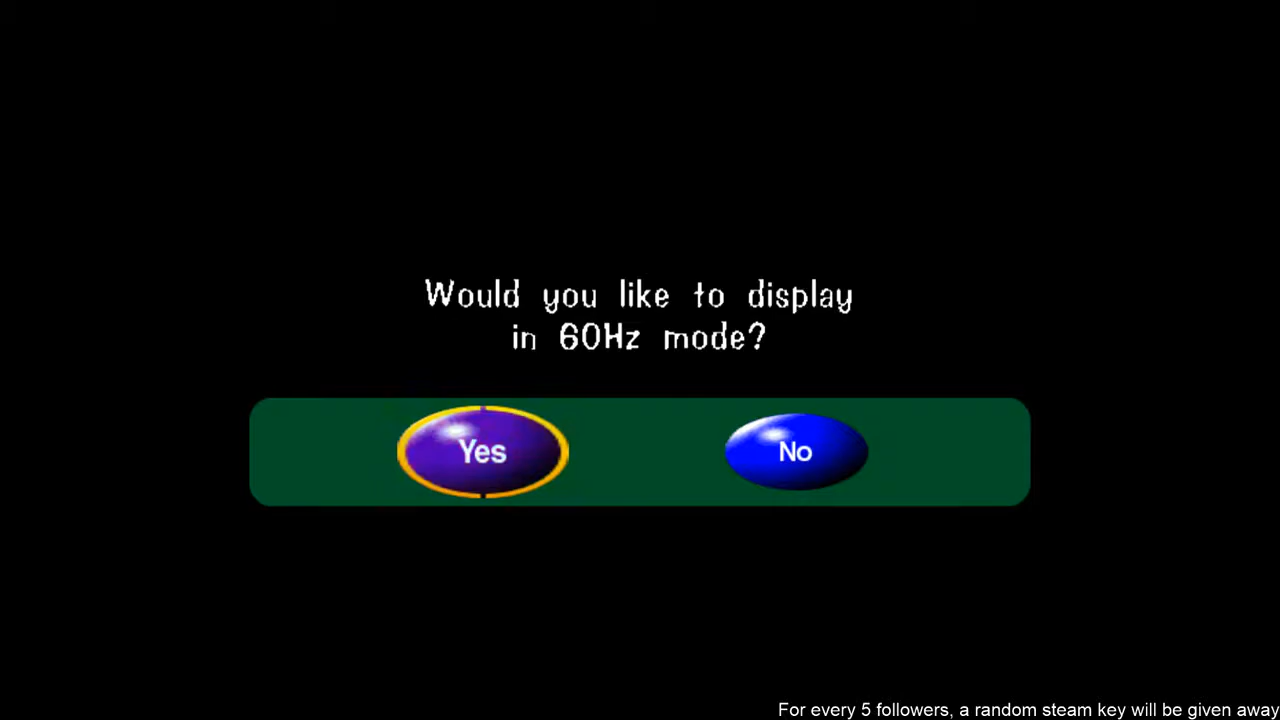 Would you like to display
in 60Hz mode?
Yes
No
For every 5 followers, a random steam key will be given away